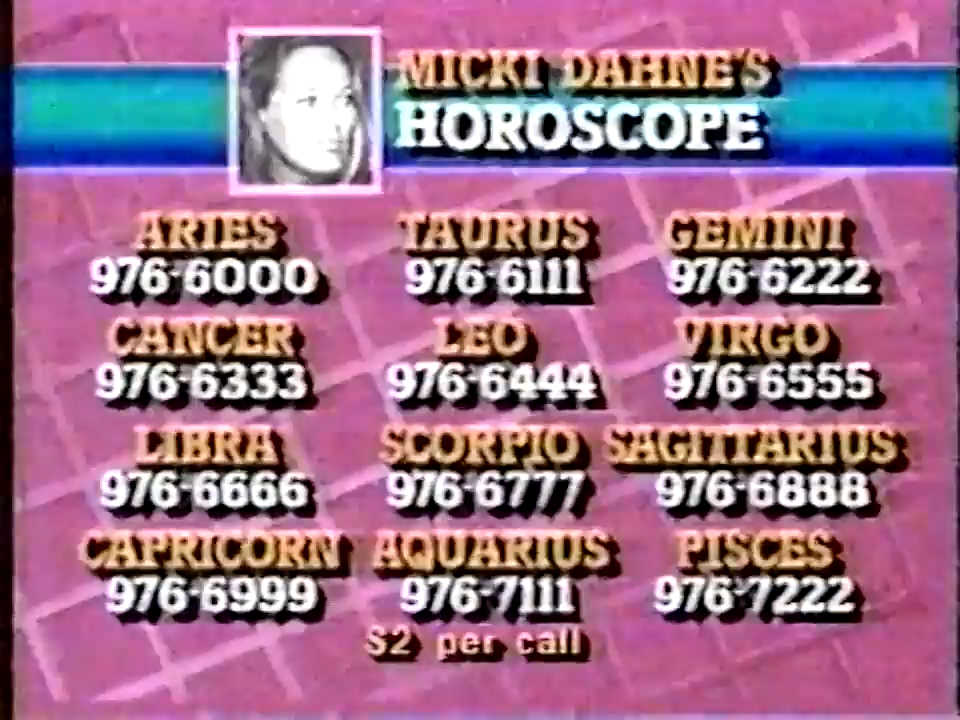 MICKI DAHNE'S
HOROSCOPE
ARIES TAURUS GEMINI
976-6000 976-6111 976-6222
CANCER LEO VIRGO
976-6333 976-6444 976-6555
LIBRA SCORPIO SAGITTARIUS
976-6666 976-6777 976-6888
CAPRICORN AQUARIUS PISCES
976-6999 976-7111 976-7222
$2 per call